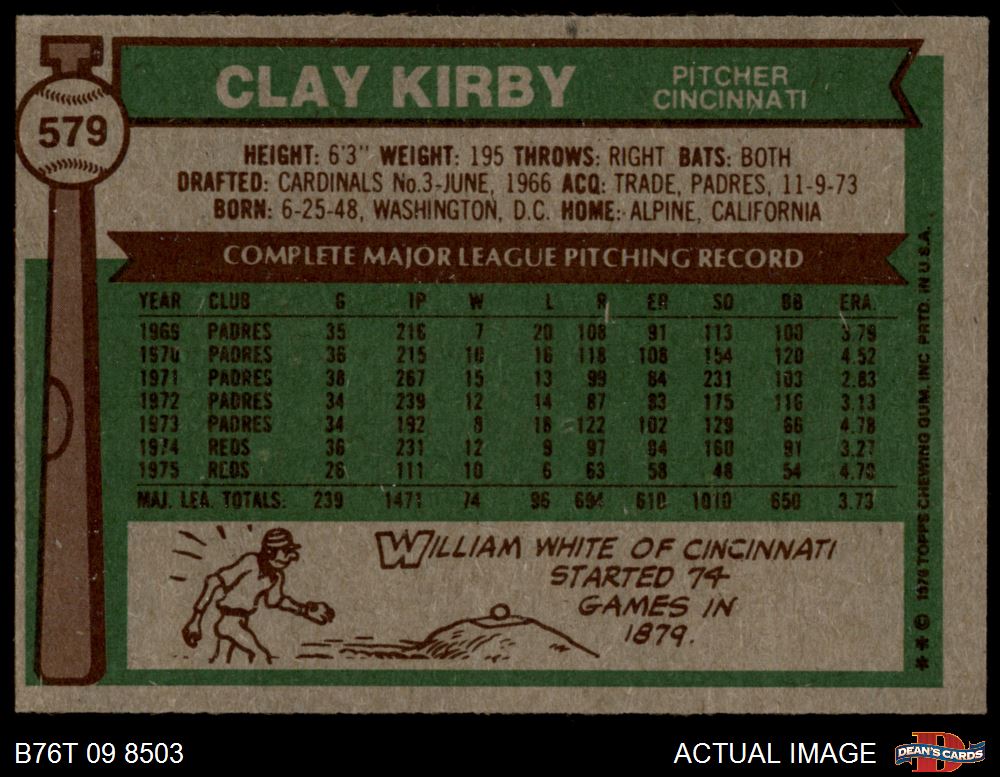 CLAY KIRBY
PITCHER
CINCINNATI
579
HEIGHT: 6'3" WEIGHT: 195 THROWS: RIGHT BATS: BOTH
DRAFTED: CARDINALS No.3-JUNE, 1966 ACQ: TRADE, PADRES, 11-9-73
BORN: 6-25-48, WASHINGTON, D.C. HOME: ALPINE, CALIFORNIA
COMPLETE MAJOR LEAGUE PITCHING RECORD
YEAR CLUB G IP W L R ER SO BB ERA.
1969 PADRES 35 216 7 20 108 91 113 100 3.79
1970 PADRES 36 215 10 16 118 108 154 120 4.52
1971 PADRES 38 267 15 13 99 84 231 103 2.83
1972 PADRES 34 239 12 14 87 83 175 116 3.13
1973 PADRES 34 192 8 18 122 102 129 66 4.78
1974 REDS 36 231 12 9 97 84 160 91 3.27
1975 REDS 26 111 10 6 63 58 48 54 4.70
MAJ. LEA. TOTALS: 239 1471 74 96 694 610 1010 650 3.73
WILLIAM WHITE OF CINCINNATI
STARTED 74
GAMES IN
1879.
** © 1976 TOPPS CHEWING GUM, INC PRTD. IN U.S.A.
B76T 09 8503
ACTUAL IMAGE
DEAN'S CARDS